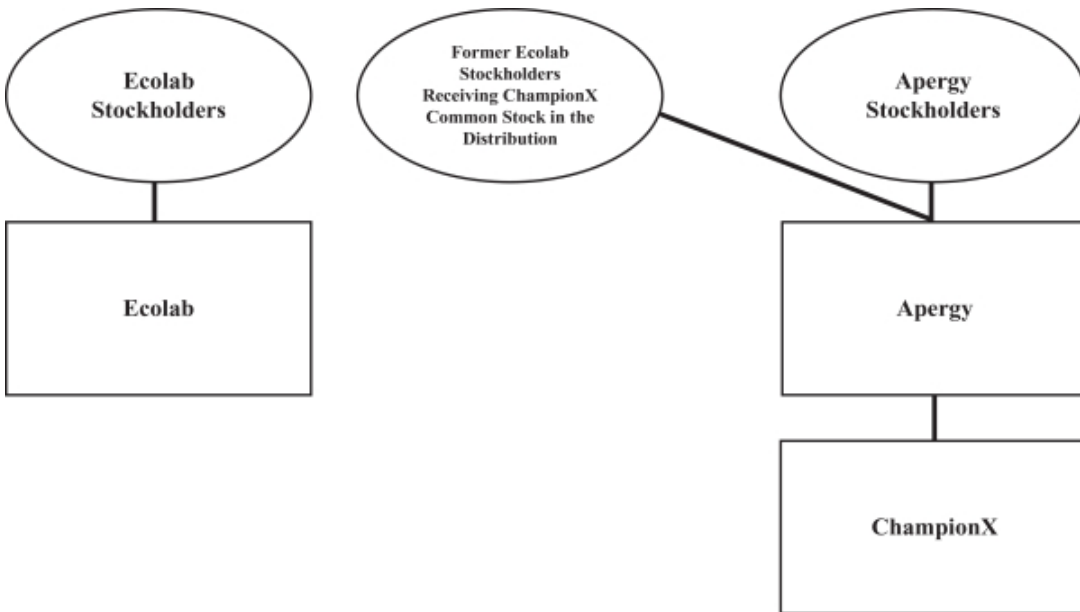 Ecolab
Stockholders
Former Ecolab
Stockholders
Receiving ChampionX
Common Stock in the
Distribution
Apergy
Stockholders
Ecolab
Apergy
ChampionX